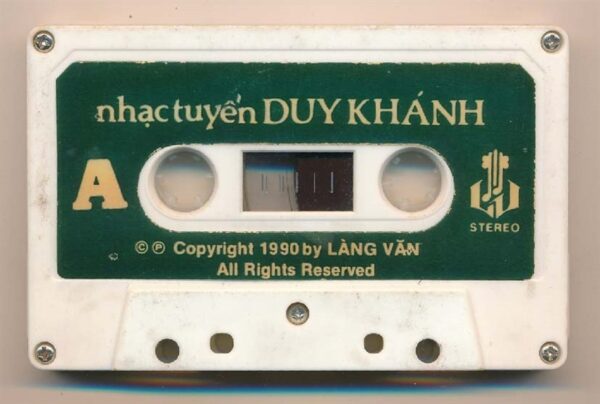 nhạc tuyển DUY KHÁNH
A
STEREO
© ℗ Copyright 1990 by LÀNG VĂN
All Rights Reserved